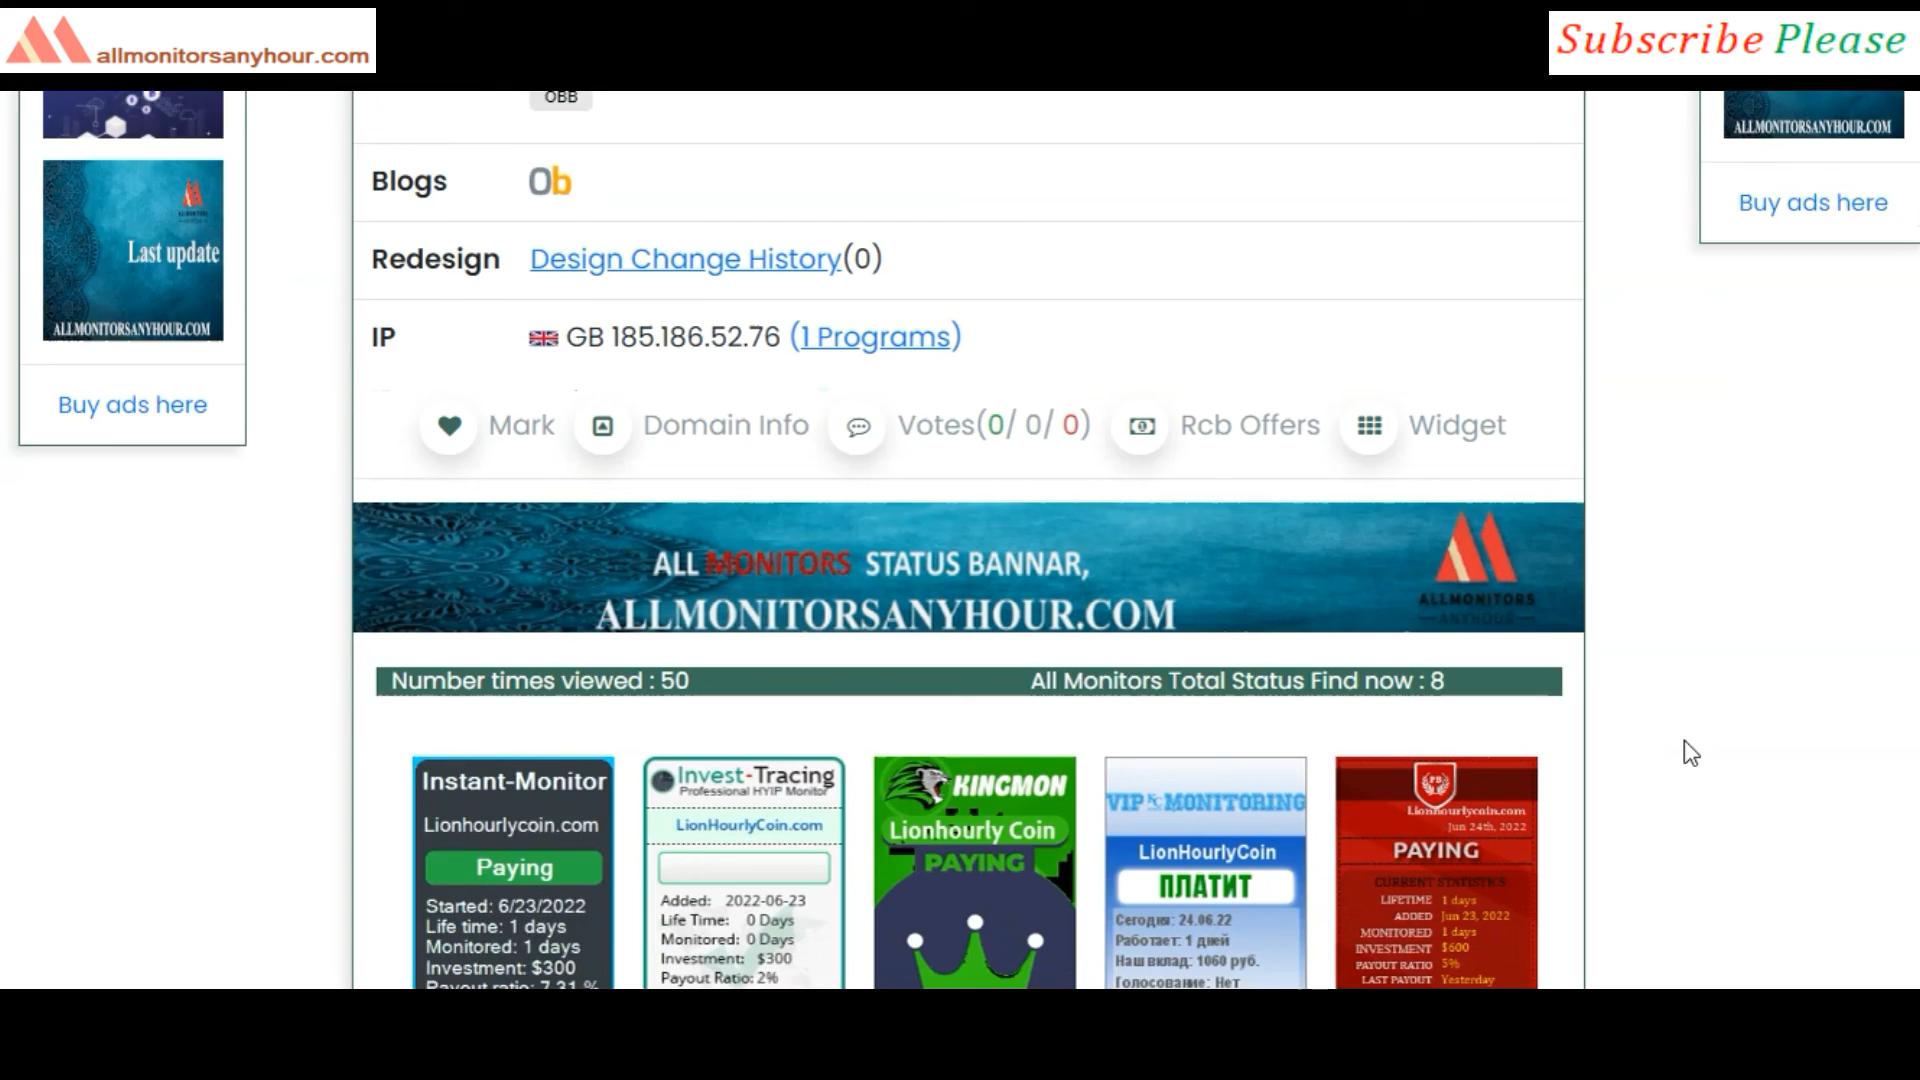 allmonitorsanyhour.com
Subscribe Please
OBB
ALLMONITORSANYHOUR.COM
Blogs
Ob
Last update
ALLMONITORSANYHOUR.COM
Buy ads here
Redesign Design Change History(0)
IP GB 185.186.52.76 (1 Programs)
Buy ads here
Mark Domain Info Votes(0/ 0/ 0) Rcb Offers Widget
ALL MONITORS STATUS BANNAR,
ALLMONITORSANYHOUR.COM
ALLMONITORS
ANYHOUR
Number times viewed : 50 All Monitors Total Status Find now : 8
Instant-Monitor
Lionhourlycoin.com
Paying
Started: 6/23/2022
Life time: 1 days
Monitored: 1 days
Investment: $300
Payout ratio: 7.31 %
Invest-Tracing
Professional HYIP Monitor
LionHourlyCoin.com
Added: 2022-06-23
Life Time: 0 Days
Monitored: 0 Days
Investment: $300
Payout Ratio: 2%
KINGMON
Lionhourly Coin
PAYING
VIP MONITORING
LionHourlyCoin
ПЛАТИТ
Сегодня: 24.06.22
Работает: 1 дней
Наш вклад: 1060 руб.
Голосование: Нет
PB
Lionhourlycoin.com
Jun 24th, 2022
PAYING
CURRENT STATISTICS
LIFETIME 1 days
ADDED Jun 23, 2022
MONITORED 1 days
INVESTMENT $600
PAYOUT RATIO 5%
LAST PAYOUT Yesterday